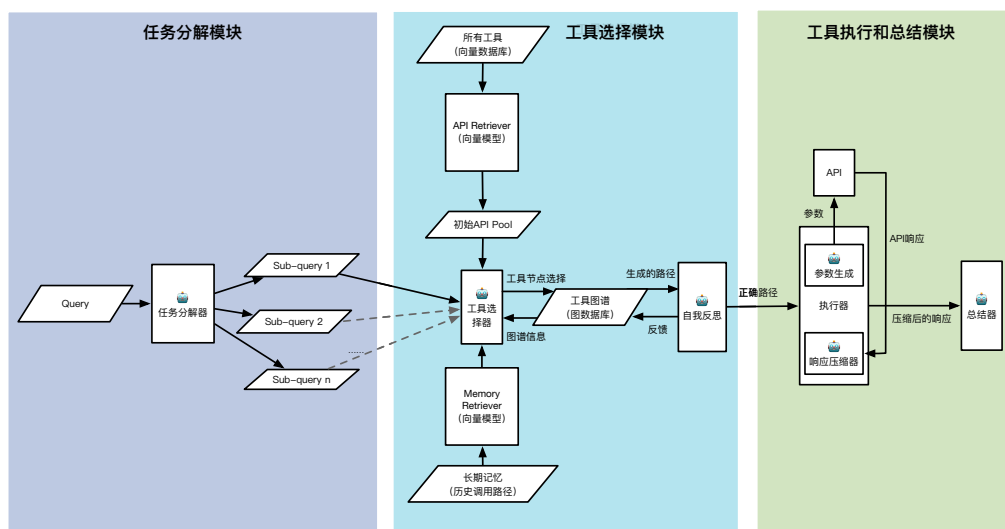 任务分解模块
工具选择模块
工具执行和总结模块
所有工具
（向量数据库）
API Retriever
（向量模型）
初始API Pool
Query
任务分解器
Sub-query 1
Sub-query 2
......
Sub-query n
工具选
择器
工具节点选择
图谱信息
工具图谱
（图数据库）
生成的路径
反馈
自我反思
Memory
Retriever
（向量模型）
长期记忆
（历史调用路径）
正确路径
API
参数
API响应
参数生成
执行器
响应压缩器
压缩后的响应
总结器